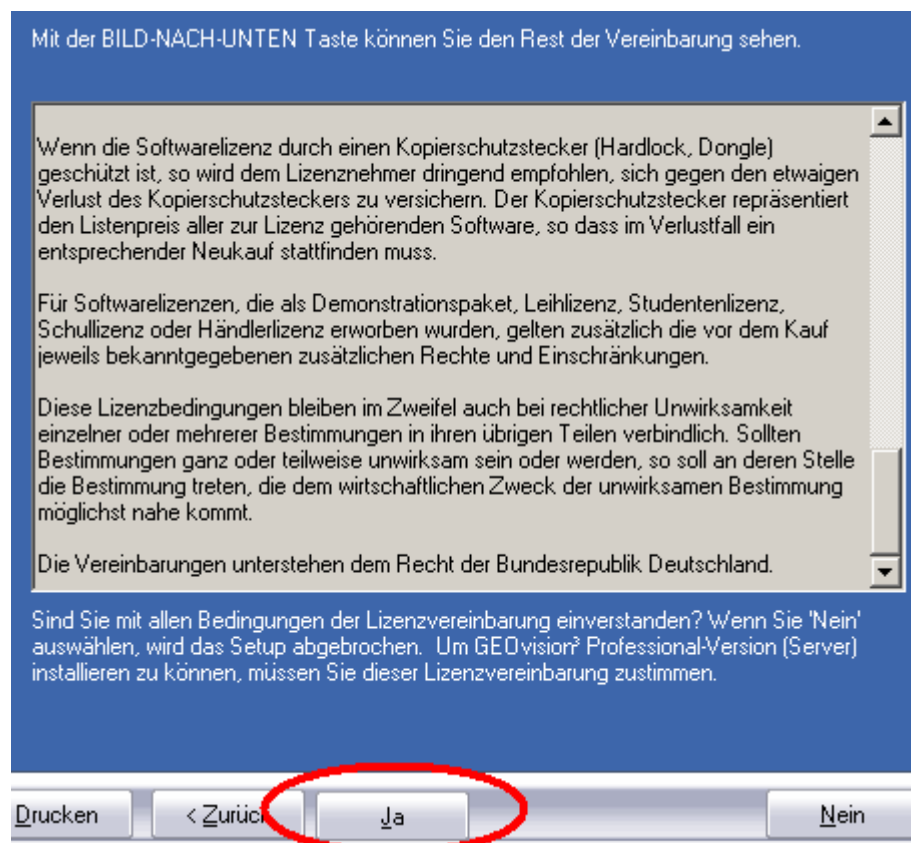 Mit der BILD-NACH-UNTEN Taste können Sie den Rest der Vereinbarung sehen.
Wenn die Softwarelizenz durch einen Kopierschutzstecker (Hardlock, Dongle)
geschützt ist, so wird dem Lizenznehmer dringend empfohlen, sich gegen den etwaigen
Verlust des Kopierschutzsteckers zu versichern. Der Kopierschutzstecker repräsentiert
den Listenpreis aller zur Lizenz gehörenden Software, so dass im Verlustfall ein
entsprechender Neukauf stattfinden muss.
Für Softwarelizenzen, die als Demonstrationspaket, Leihlizenz, Studentenlizenz,
Schullizenz oder Händlerlizenz erworben wurden, gelten zusätzlich die vor dem Kauf
jeweils bekanntgegebenen zusätzlichen Rechte und Einschränkungen.
Diese Lizenzbedingungen bleiben im Zweifel auch bei rechtlicher Unwirksamkeit
einzelner oder mehrerer Bestimmungen in ihren übrigen Teilen verbindlich. Sollten
Bestimmungen ganz oder teilweise unwirksam sein oder werden, so soll an deren Stelle
die Bestimmung treten, die dem wirtschaftlichen Zweck der unwirksamen Bestimmung
möglichst nahe kommt.
Die Vereinbarungen unterstehen dem Recht der Bundesrepublik Deutschland.
Sind Sie mit allen Bedingungen der Lizenzvereinbarung einverstanden? Wenn Sie 'Nein'
auswählen, wird das Setup abgebrochen.  Um GEOvision³ Professional-Version (Server)
installieren zu können, müssen Sie dieser Lizenzvereinbarung zustimmen.
Drucken < Zurück Ja Nein